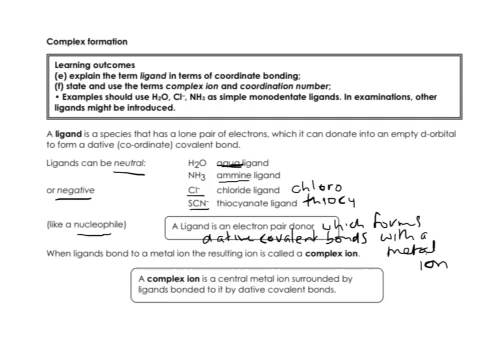 Complex formation
Learning outcomes
(e) explain the term ligand in terms of coordinate bonding;
(f) state and use the terms complex ion and coordination number;
• Examples should use H₂O, Cl⁻, NH₃ as simple monodentate ligands. In examinations, other
ligands might be introduced.
A ligand is a species that has a lone pair of electrons, which it can donate into an empty d-orbital
to form a dative (co-ordinate) covalent bond.
Ligands can be neutral: H₂O aqua ligand
NH₃ ammine ligand
or negative Cl⁻ chloride ligand chloro
SCN⁻ thiocyanate ligand thiocy
(like a nucleophile) A Ligand is an electron pair donor which forms
dative covalent bonds with a
metal
ion
When ligands bond to a metal ion the resulting ion is called a complex ion.
A complex ion is a central metal ion surrounded by
ligands bonded to it by dative covalent bonds.